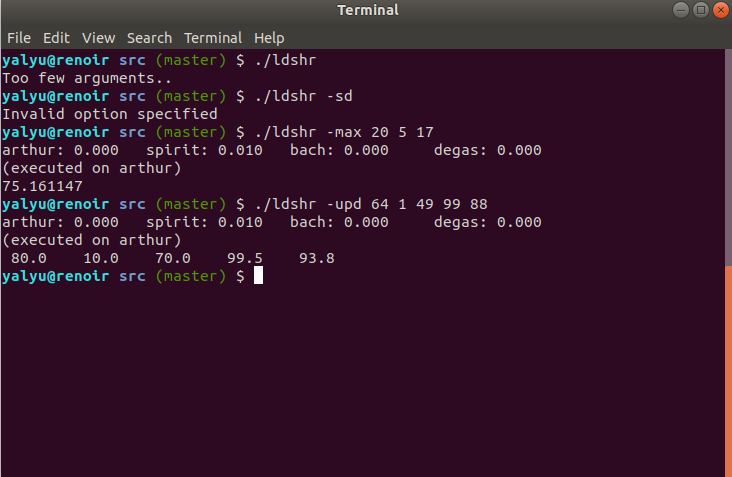 Terminal
File Edit View Search Terminal Help
yalyu@renoir src (master) $ ./ldshr
Too few arguments..
yalyu@renoir src (master) $ ./ldshr -sd
Invalid option specified
yalyu@renoir src (master) $ ./ldshr -max 20 5 17
arthur: 0.000   spirit: 0.010   bach: 0.000     degas: 0.000
(executed on arthur)
75.161147
yalyu@renoir src (master) $ ./ldshr -upd 64 1 49 99 88
arthur: 0.000   spirit: 0.010   bach: 0.000     degas: 0.000
(executed on arthur)
 80.0    10.0    70.0    99.5    93.8
yalyu@renoir src (master) $